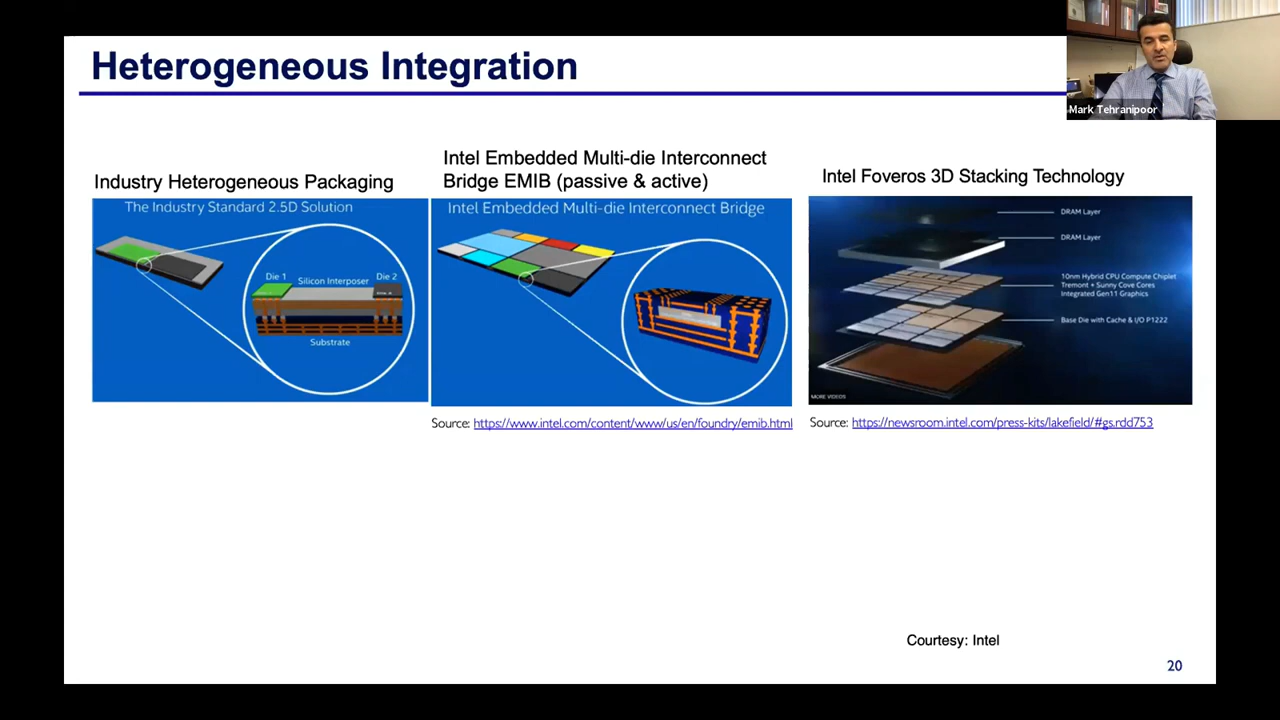 Heterogeneous Integration
Mark Tehranipoor
Industry Heterogeneous Packaging
The Industry Standard 2.5D Solution
Die 1
Silicon Interposer
Die 2
Substrate
Intel Embedded Multi-die Interconnect
Bridge EMIB (passive & active)
Intel Embedded Multi-die Interconnect Bridge
Source: https://www.intel.com/content/www/us/en/foundry/emib.html
Intel Foveros 3D Stacking Technology
DRAM Layer
DRAM Layer
10nm Hybrid CPU Compute Chiplet
Tremont + Sunny Cove Cores
Integrated Gen11 Graphics
Base Die with Cache & I/O P1222
MORE VIDEOS
Source: https://newsroom.intel.com/press-kits/lakefield/#gs.rdd753
Courtesy: Intel
20